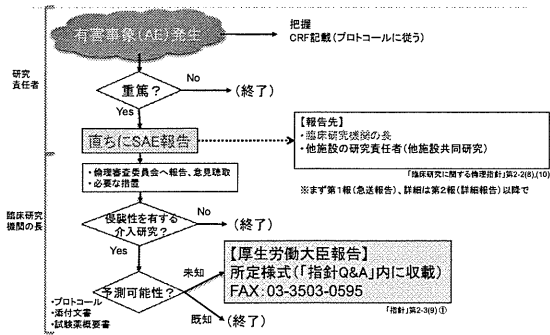 有害事象(AE)発生
把握
CRF記載(プロトコールに従う)
研究
責任者
重篤?
No
(終了)
Yes
直ちにSAE報告
【報告先】
・臨床研究機関の長
・他施設の研究責任者(他施設共同研究)
「臨床研究に関する倫理指針」第2-2(8),(10)
※まず第1報(急送報告)、詳細は第2報(詳細報告)以降で
・倫理審査委員会へ報告、意見聴取
・必要な措置
臨床研究
機関の長
侵襲性を有する
介入研究?
No
(終了)
Yes
【厚生労働大臣報告】
所定様式(「指針Q&A」内に収載)
FAX:03-3503-0595
「指針」第2-3(9)①
予測可能性?
未知
既知
(終了)
・プロトコール
・添付文書
・試験薬概要書